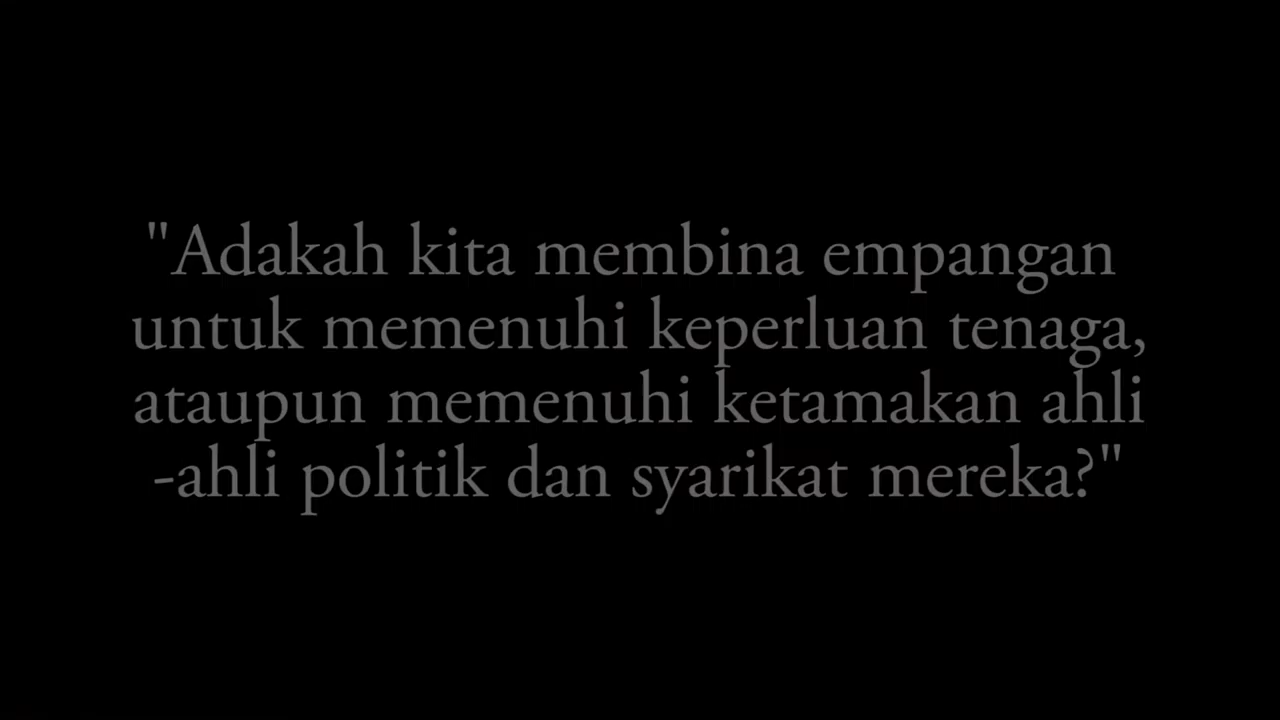 "Adakah kita membina empangan
untuk memenuhi keperluan tenaga,
ataupun memenuhi ketamakan ahli
-ahli politik dan syarikat mereka?"